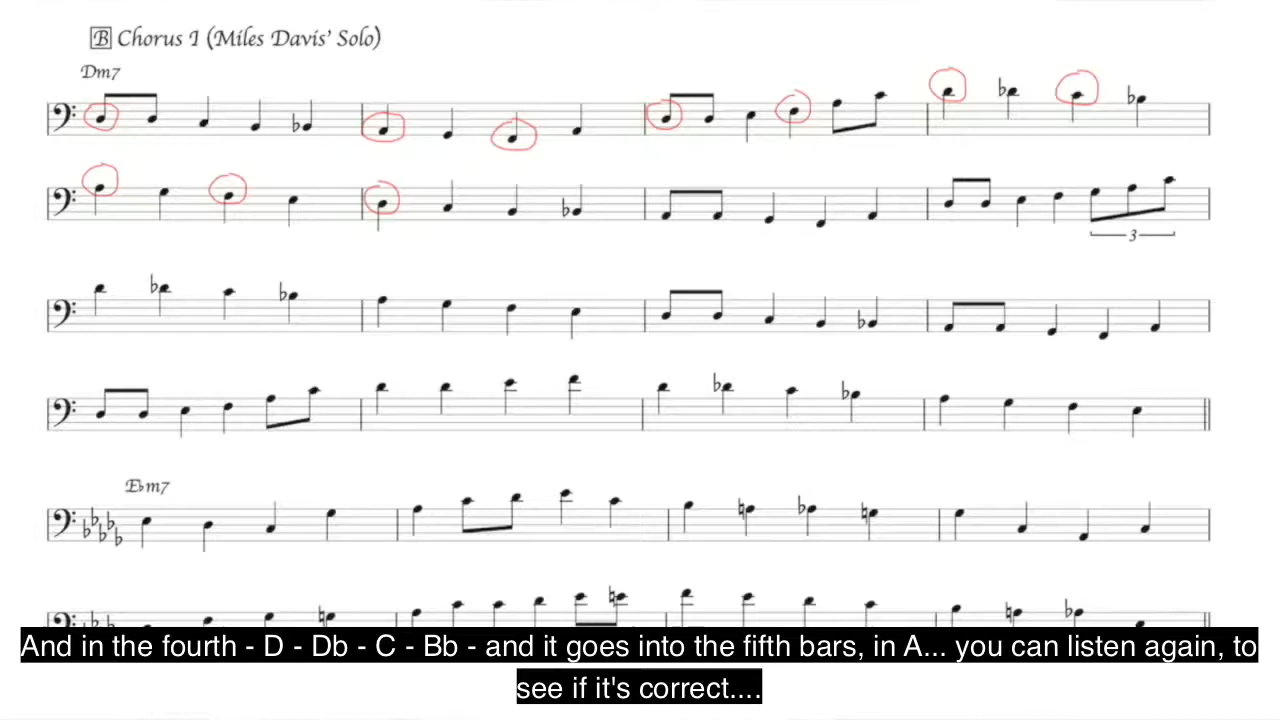 B Chorus I (Miles Davis' Solo)
Dm7
3
E♭m7
And in the fourth - D - Db - C - Bb - and it goes into the fifth bars, in A... you can listen again, to
see if it's correct....